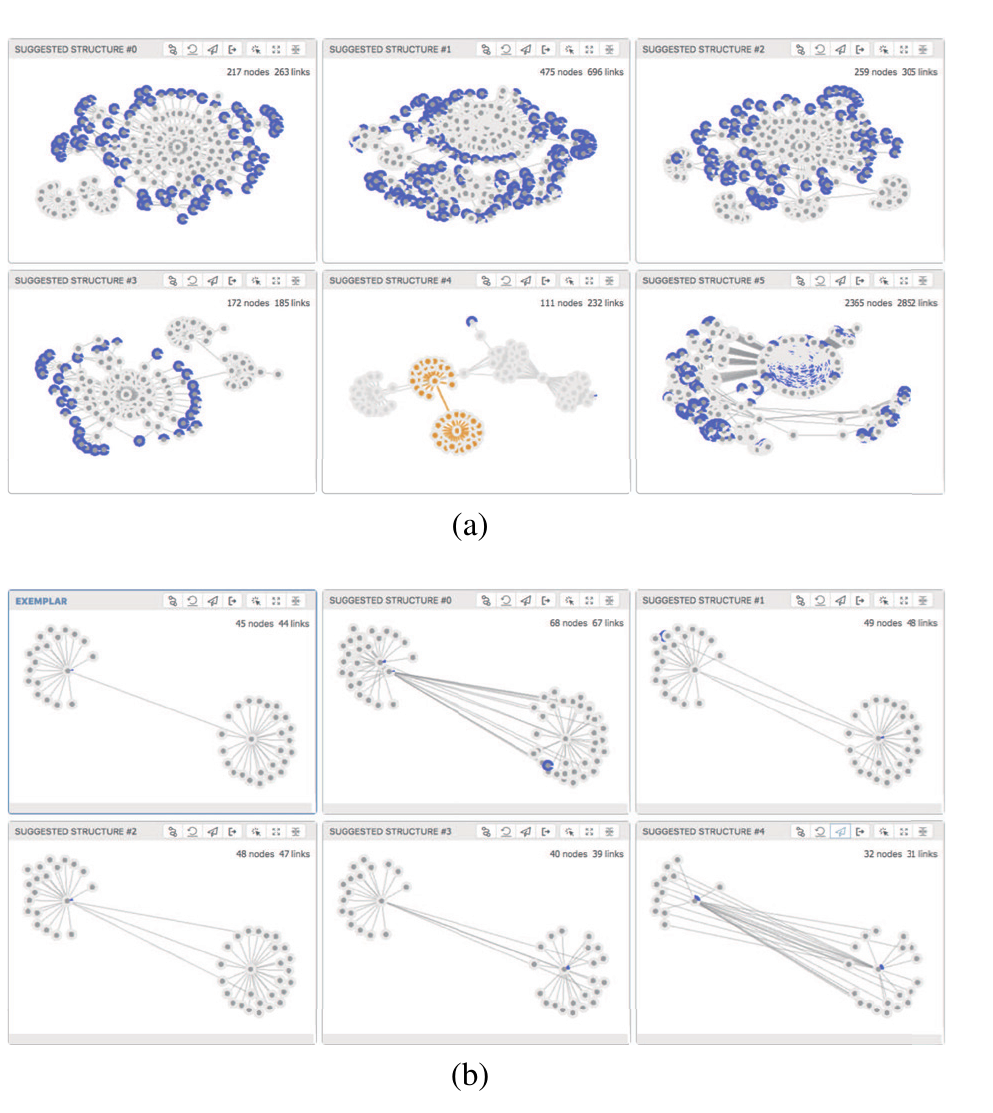 SUGGESTED STRUCTURE #0
217 nodes 263 links
SUGGESTED STRUCTURE #1
475 nodes 696 links
SUGGESTED STRUCTURE #2
259 nodes 305 links
SUGGESTED STRUCTURE #3
172 nodes 185 links
SUGGESTED STRUCTURE #4
111 nodes 232 links
SUGGESTED STRUCTURE #5
2365 nodes 2852 links
(a)
EXEMPLAR
45 nodes 44 links
SUGGESTED STRUCTURE #0
68 nodes 67 links
SUGGESTED STRUCTURE #1
49 nodes 48 links
SUGGESTED STRUCTURE #2
48 nodes 47 links
SUGGESTED STRUCTURE #3
40 nodes 39 links
SUGGESTED STRUCTURE #4
32 nodes 31 links
(b)